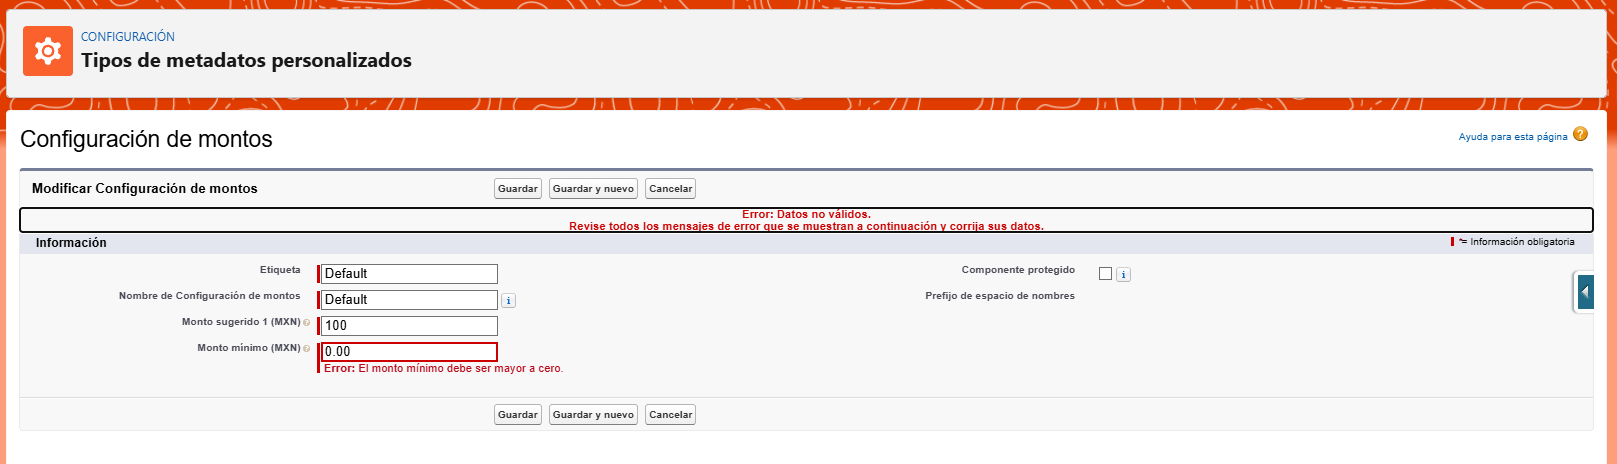 CONFIGURACIÓN
Tipos de metadatos personalizados
Configuración de montos
Ayuda para esta página ?
Modificar Configuración de montos
Guardar Guardar y nuevo Cancelar
Error: Datos no válidos.
Revise todos los mensajes de error que se muestran a continuación y corrija sus datos.
Información
*= Información obligatoria
Etiqueta Default
Componente protegido i
Nombre de Configuración de montos Default i
Prefijo de espacio de nombres
Monto sugerido 1 (MXN) ? 100
Monto mínimo (MXN) ? 0.00
Error: El monto mínimo debe ser mayor a cero.
Guardar Guardar y nuevo Cancelar